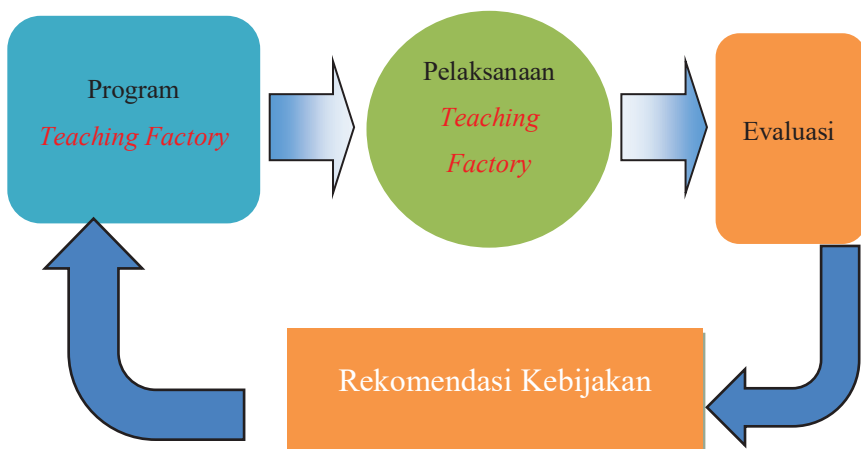 Program
Teaching Factory
Pelaksanaan
Teaching
Factory
Evaluasi
Rekomendasi Kebijakan